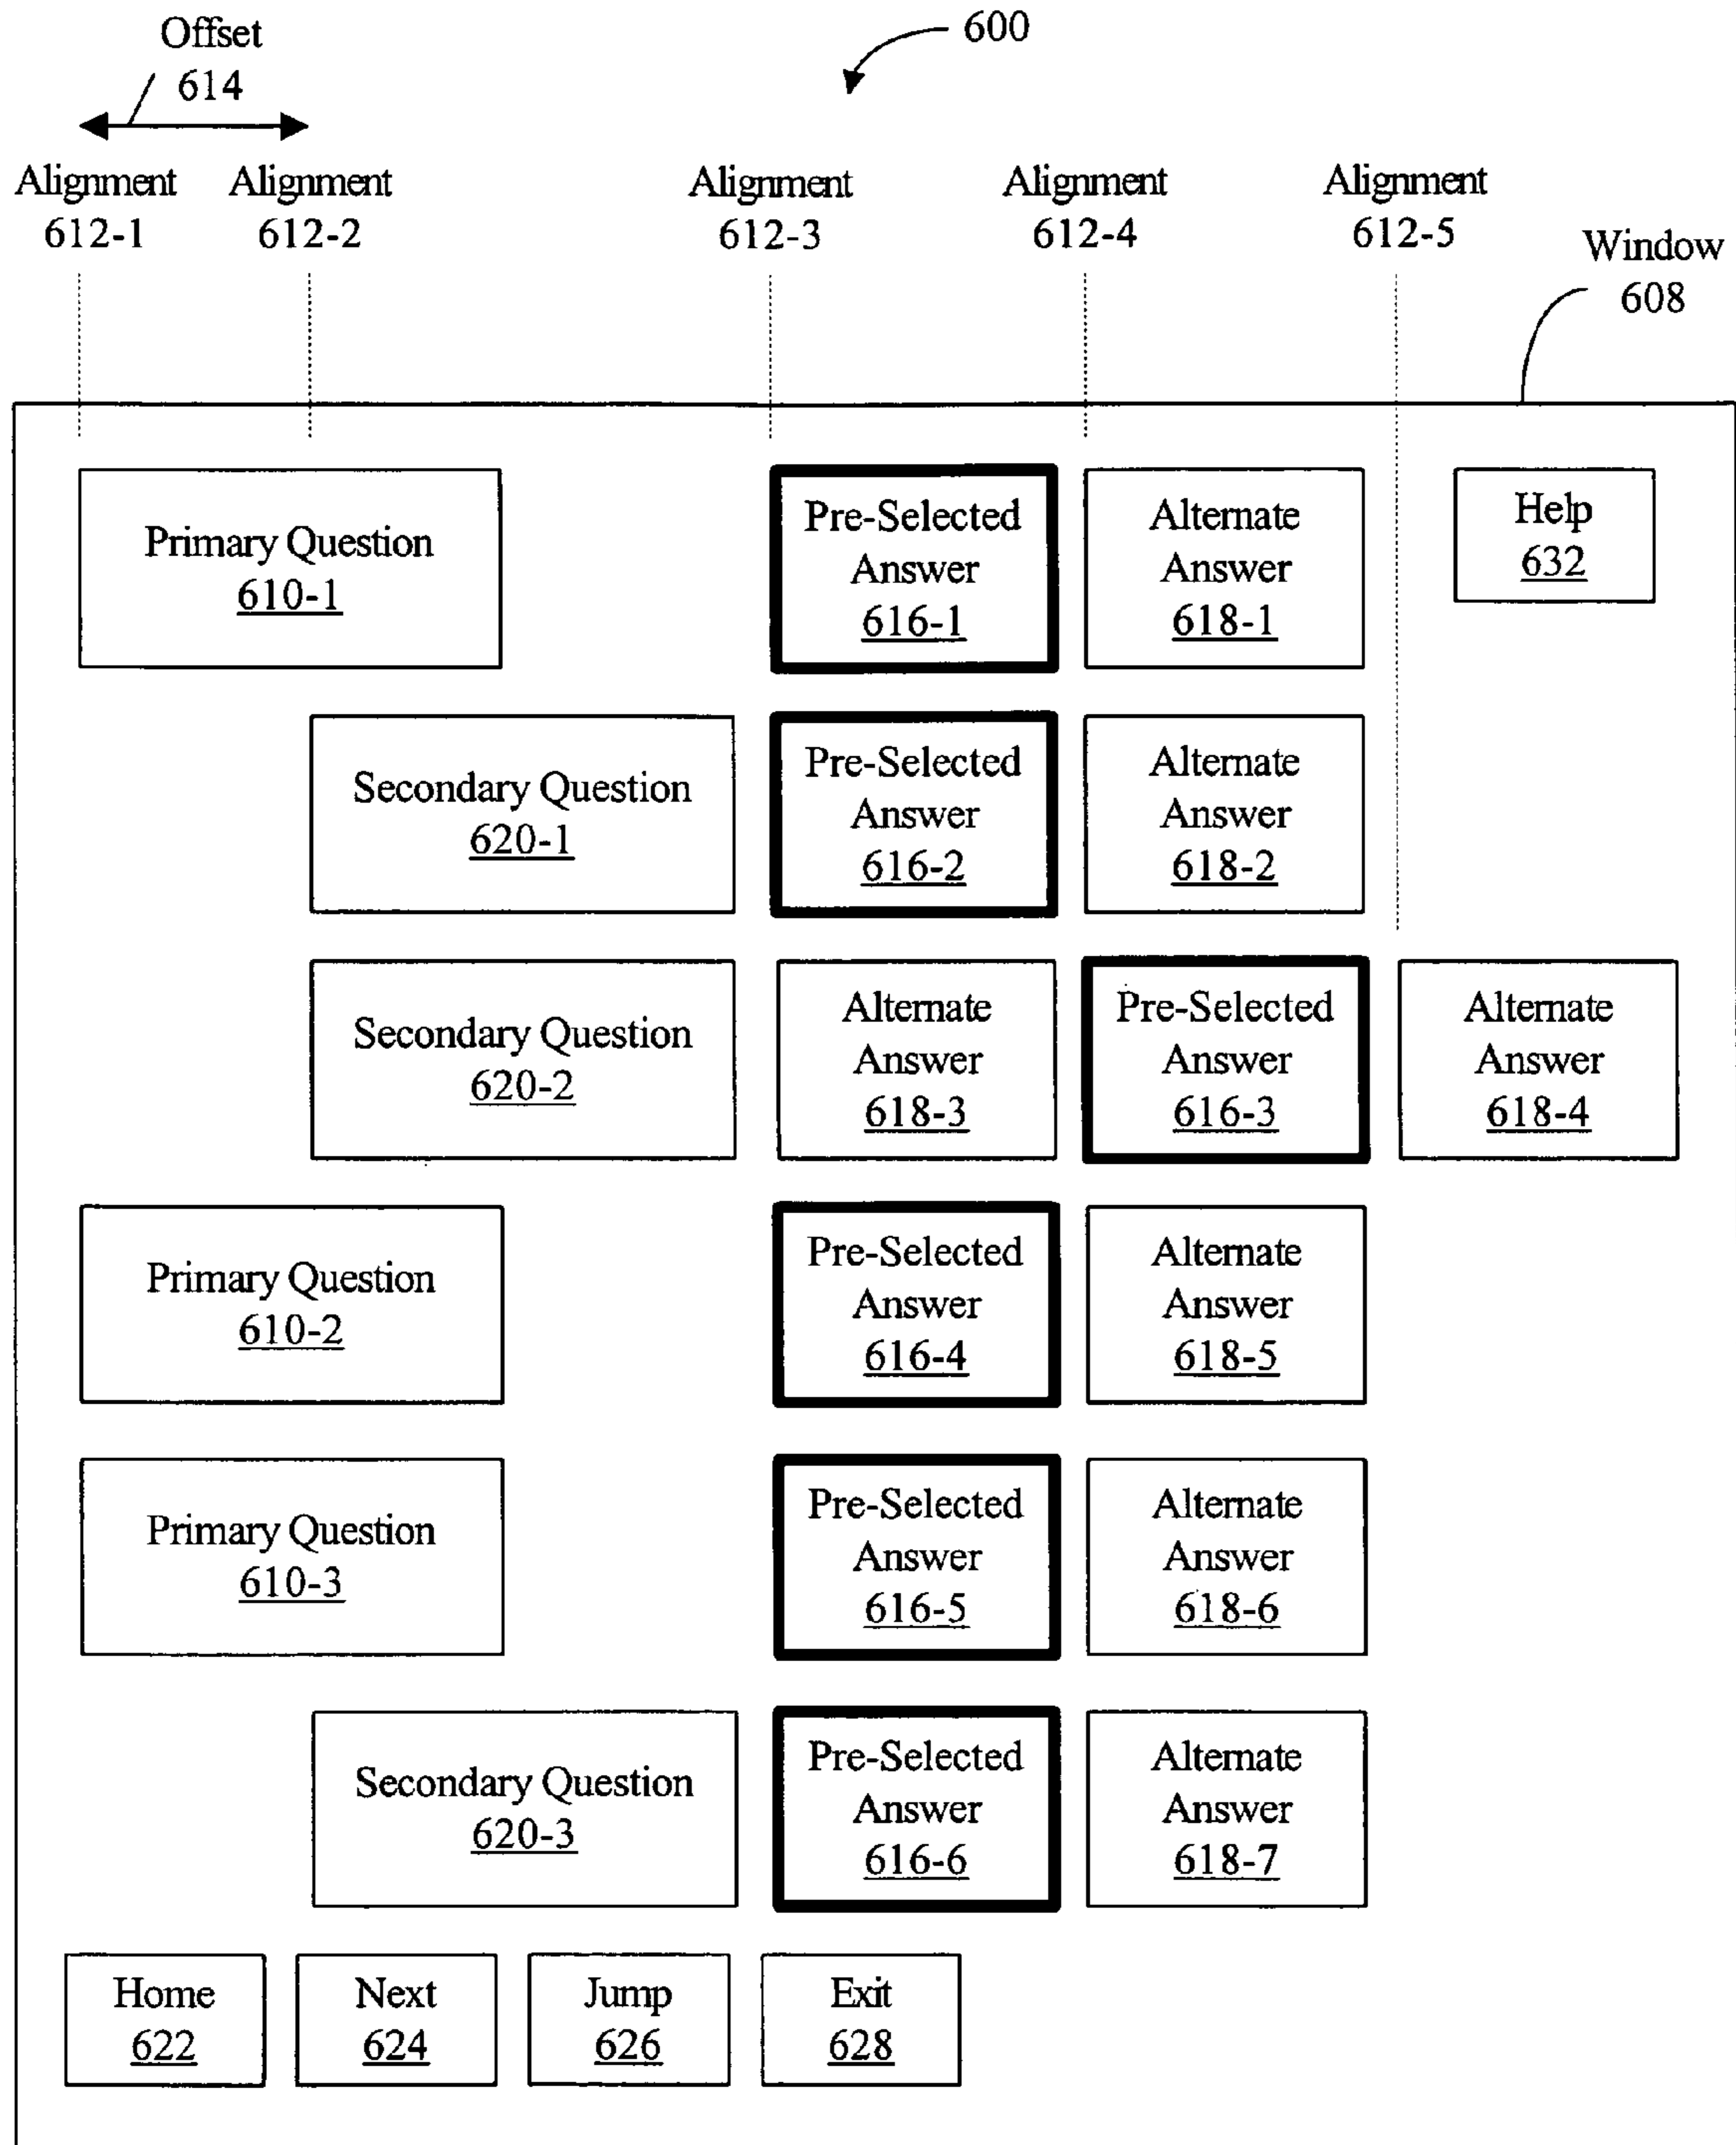 Offset
614
600
Alignment
612-1
Alignment
612-2
Alignment
612-3
Alignment
612-4
Alignment
612-5
Window
608
Primary Question
610-1
Pre-Selected
Answer
616-1
Alternate
Answer
618-1
Help
632
Secondary Question
620-1
Pre-Selected
Answer
616-2
Alternate
Answer
618-2
Secondary Question
620-2
Alternate
Answer
618-3
Pre-Selected
Answer
616-3
Alternate
Answer
618-4
Primary Question
610-2
Pre-Selected
Answer
616-4
Alternate
Answer
618-5
Primary Question
610-3
Pre-Selected
Answer
616-5
Alternate
Answer
618-6
Secondary Question
620-3
Pre-Selected
Answer
616-6
Alternate
Answer
618-7
Home
622
Next
624
Jump
626
Exit
628